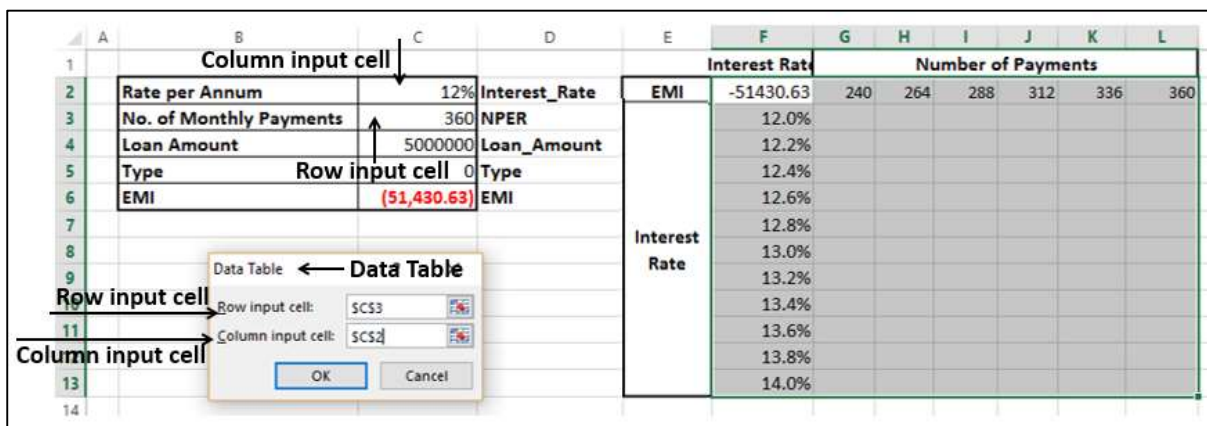 A B C D E F G H I J K L
Column input cell
1 Interest Rat Number of Payments
2 Rate per Annum 12% Interest_Rate EMI -51430.63 240 264 288 312 336 360
3 No. of Monthly Payments 360 NPER 12.0%
4 Loan Amount 5000000 Loan_Amount 12.2%
5 Type Row input cell 0 Type 12.4%
6 EMI (51,430.63) EMI 12.6%
7 12.8%
8 Interest Rate 13.0%
9 Data Table Data Table 13.2%
Row input cell Row input cell: $C$3 13.4%
11 Column input cell: $C$2 13.6%
Column input cell 13.8%
13 OK Cancel 14.0%
14